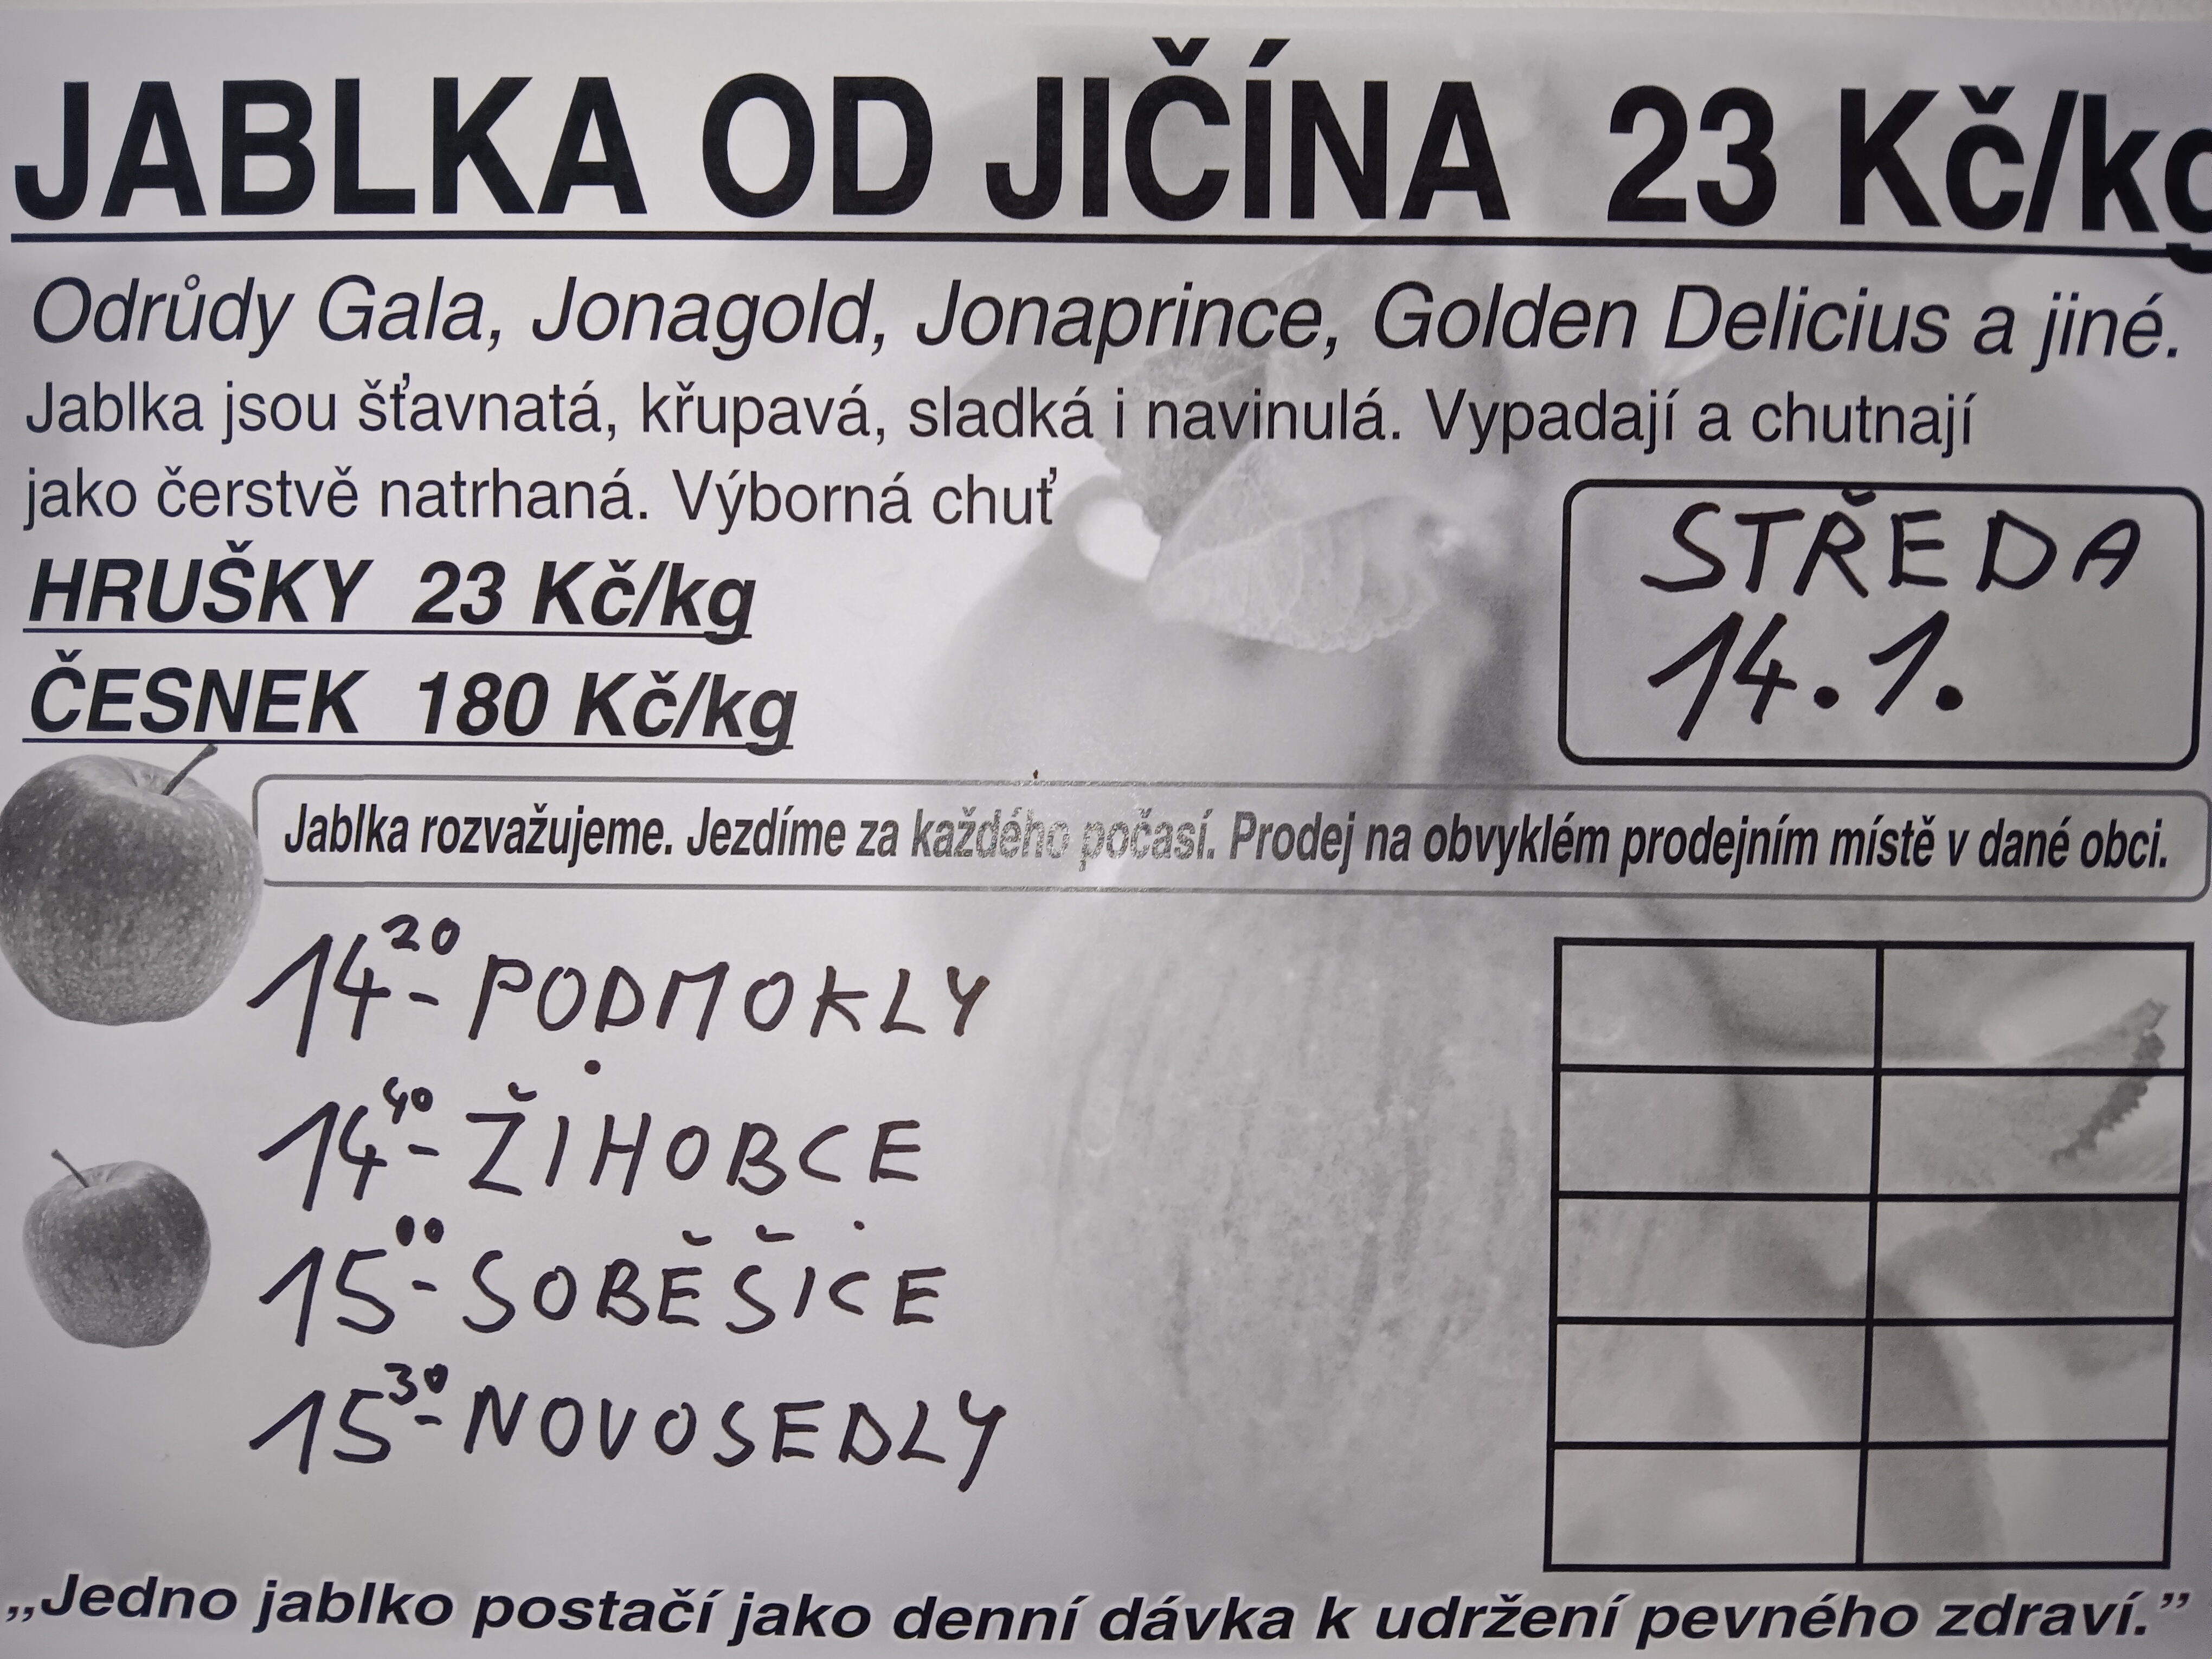 JABLKA OD JIČÍNA 23 Kč/kg
Odrůdy Gala, Jonagold, Jonaprince, Golden Delicius a jiné.
Jablka jsou šťavnatá, křupavá, sladká i navinulá. Vypadají a chutnají
jako čerstvě natrhaná. Výborná chuť
HRUŠKY 23 Kč/kg
ČESNEK 180 Kč/kg
STŘEDA
14.1.
Jablka rozvažujeme. Jezdíme za každého počasí. Prodej na obvyklém prodejním místě v dané obci.
14²⁰- PODMOKLY
14⁴⁰- ŽIHOBCE
15⁰⁰- SOBĚŠICE
15³⁰- NOVOSEDLY
„Jedno jablko postačí jako denní dávka k udržení pevného zdraví.”